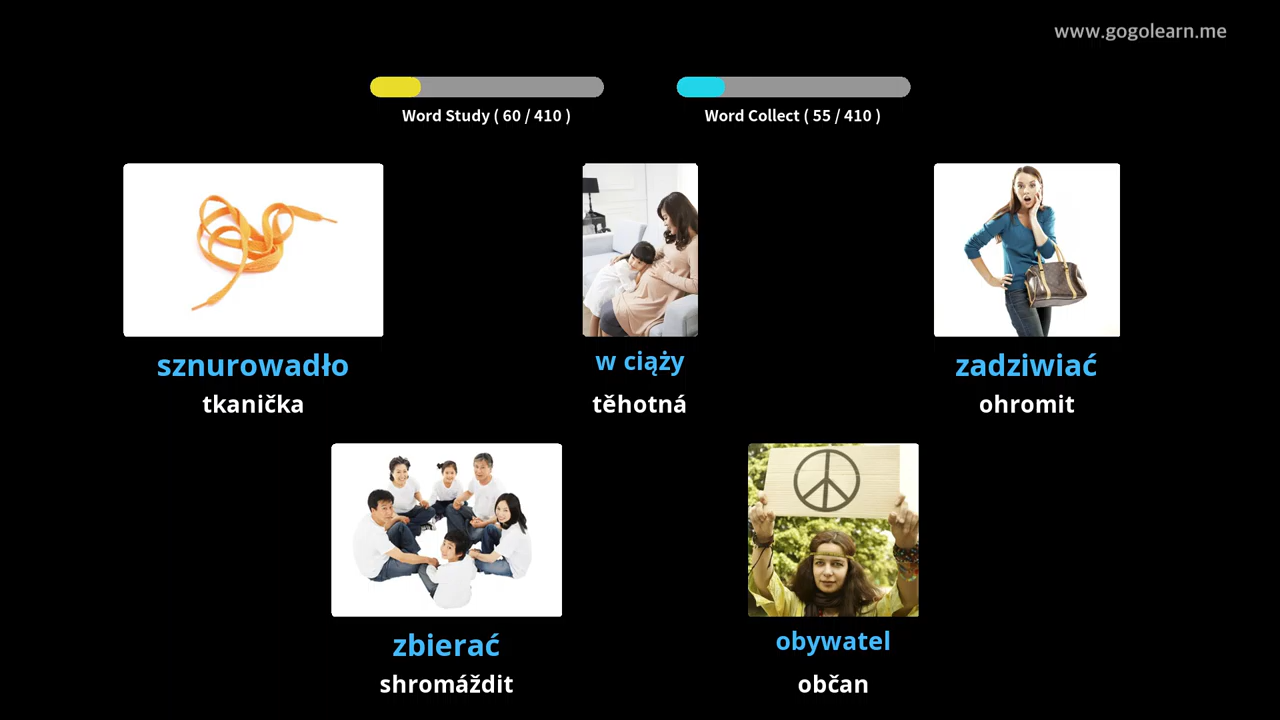 www.gogolearn.me
Word Study ( 60 / 410 )
Word Collect ( 55 / 410 )
sznurowadło
tkanička
w ciąży
těhotná
zadziwiać
ohromit
zbierać
shromáždit
obywatel
občan